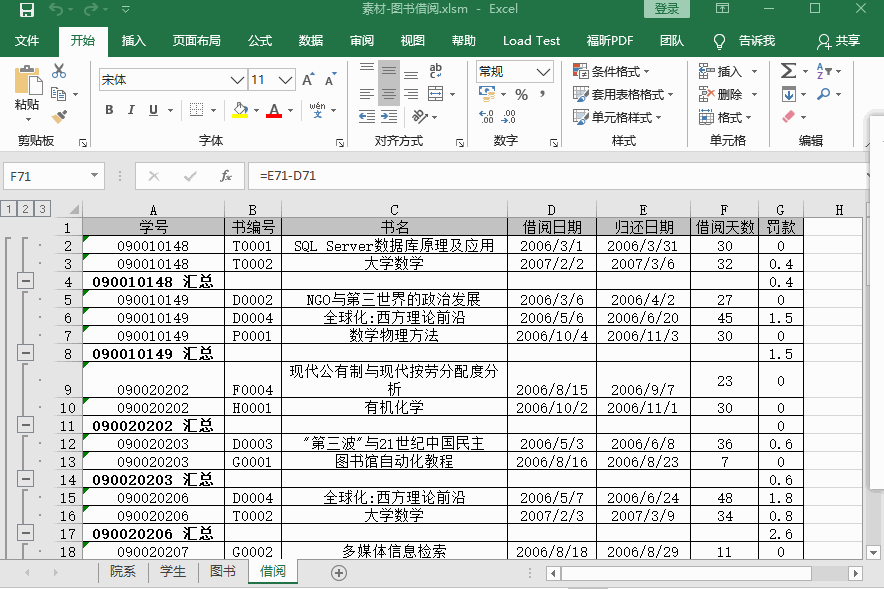 素材-图书借阅.xlsm - Excel 登录
文件 开始 插入 页面布局 公式 数据 审阅 视图 帮助 Load Test 福昕PDF 团队 告诉我 共享
宋体 11 A A ab 常规 条件格式 插入 Σ
粘贴 B I U A wén 文 % , 套用表格格式 删除
.00 .00 单元格样式 格式
剪贴板 字体 对齐方式 数字 样式 单元格 编辑
F71 fx =E71-D71
1 2 3 A B C D E F G H
1 学号 书编号 书名 借阅日期 归还日期 借阅天数 罚款
2 090010148 T0001 SQL Server数据库原理及应用 2006/3/1 2006/3/31 30 0
3 090010148 T0002 大学数学 2007/2/2 2007/3/6 32 0.4
4 090010148 汇总 0.4
5 090010149 D0002 NGO与第三世界的政治发展 2006/3/6 2006/4/2 27 0
6 090010149 D0004 全球化:西方理论前沿 2006/5/6 2006/6/20 45 1.5
7 090010149 P0001 数学物理方法 2006/10/4 2006/11/3 30 0
8 090010149 汇总 1.5
现代公有制与现代按劳分配度分
9 090020202 F0004 析 2006/8/15 2006/9/7 23 0
10 090020202 H0001 有机化学 2006/10/2 2006/11/1 30 0
11 090020202 汇总 0
12 090020203 D0003 "第三波"与21世纪中国民主 2006/5/3 2006/6/8 36 0.6
13 090020203 G0001 图书馆自动化教程 2006/8/16 2006/8/23 7 0
14 090020203 汇总 0.6
15 090020206 D0004 全球化:西方理论前沿 2006/5/7 2006/6/24 48 1.8
16 090020206 T0002 大学数学 2007/2/3 2007/3/9 34 0.8
17 090020206 汇总 2.6
18 090020207 G0002 多媒体信息检索 2006/8/18 2006/8/29 11 0
院系 学生 图书 借阅